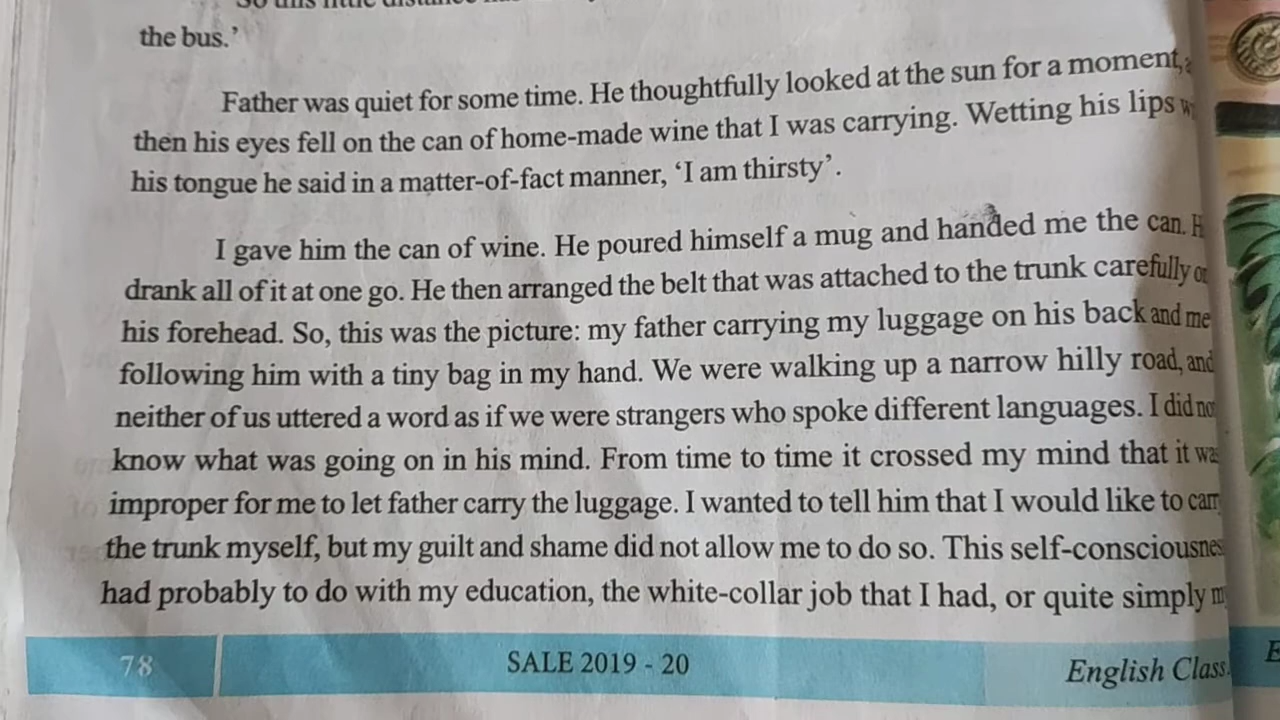 the bus.'
Father was quiet for some time. He thoughtfully looked at the sun for a moment,
then his eyes fell on the can of home-made wine that I was carrying. Wetting his lips
his tongue he said in a matter-of-fact manner, 'I am thirsty'.
I gave him the can of wine. He poured himself a mug and handed me the can. H
drank all of it at one go. He then arranged the belt that was attached to the trunk carefully
his forehead. So, this was the picture: my father carrying my luggage on his back and me
following him with a tiny bag in my hand. We were walking up a narrow hilly road, and
neither of us uttered a word as if we were strangers who spoke different languages. I did
know what was going on in his mind. From time to time it crossed my mind that it
improper for me to let father carry the luggage. I wanted to tell him that I would like to
the trunk myself, but my guilt and shame did not allow me to do so. This self-consciousnes
had probably to do with my education, the white-collar job that I had, or quite simply
78 SALE 2019 - 20 English Class
E